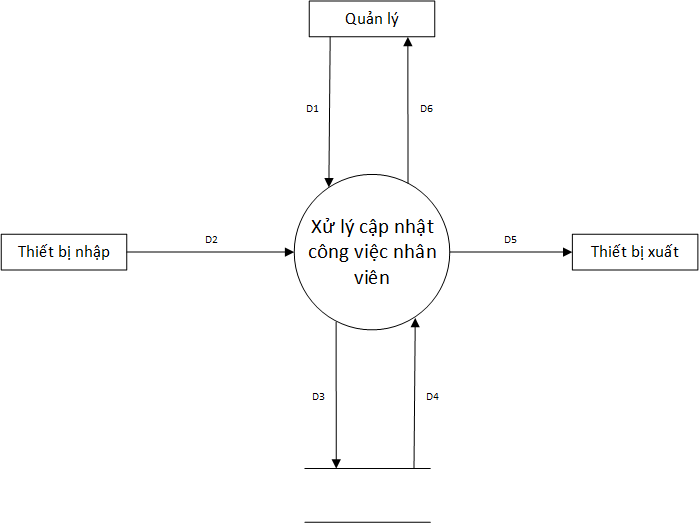 Quản lý
D1
D6
Xử lý cập nhật
công việc nhân
viên
Thiết bị nhập
D2
D5
Thiết bị xuất
D3
D4